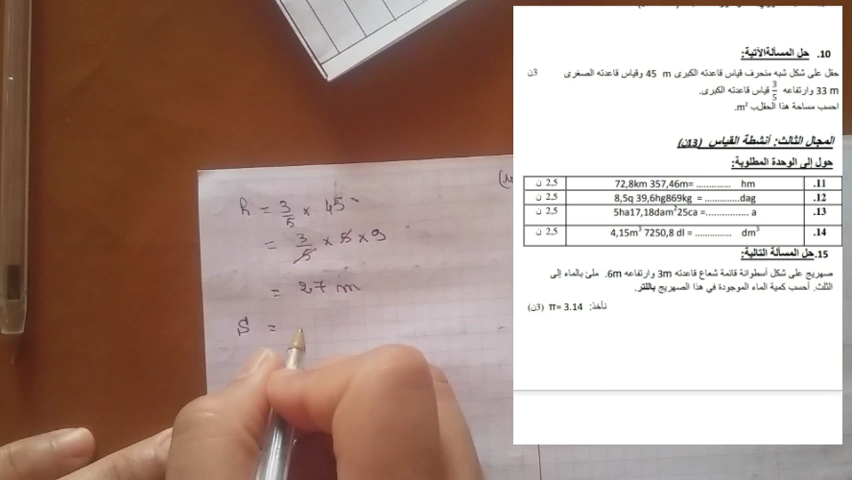 h = 3/5 × 45
= 3/5 × 5 × 9
= 27 m
S =
10. حل المسألة الآتية:
حقل على شكل شبه منحرف قياس قاعدته الكبرى 45 m وقياس قاعدته الصغرى 3ن
33 m وارتفاعه 3/5 قياس قاعدته الكبرى.
احسب مساحة هذا الحقل ب m².
المجال الثالث: أنشطة القياس (13ن)
حول إلى الوحدة المطلوبة:
11. 72,8km 357,46m= ............. hm 2,5 ن
12. 8,5q 39,6hg869kg = .............dag 2,5 ن
13. 5ha17,18dam²25ca=................ a 2,5 ن
14. 4,15m³ 7250,8 dl = .............. dm³ 2,5 ن
15. حل المسألة التالية:
صهريج على شكل أسطوانة قائمة شعاع قاعدته 3m وارتفاعه 6m. ملئ بالماء إلى
الثلث. أحسب كمية الماء الموجودة في هذا الصهريج باللتر.
نأخذ: π= 3.14 (3ن)